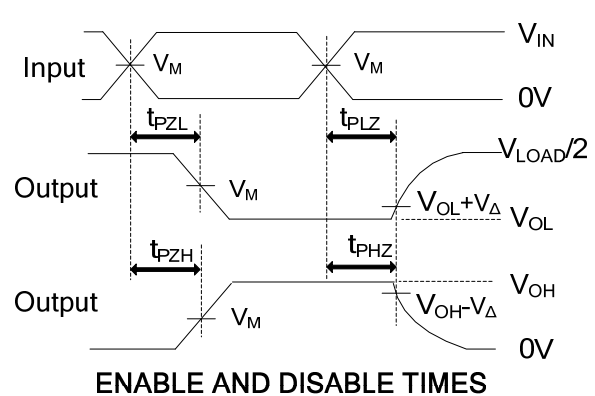 V_IN
Input
V_M
V_M
0V
t_PZL
t_PLZ
V_LOAD/2
Output
V_M
V_OL+V_Δ
V_OL
t_PZH
t_PHZ
V_OH
Output
V_M
V_OH-V_Δ
0V
ENABLE AND DISABLE TIMES